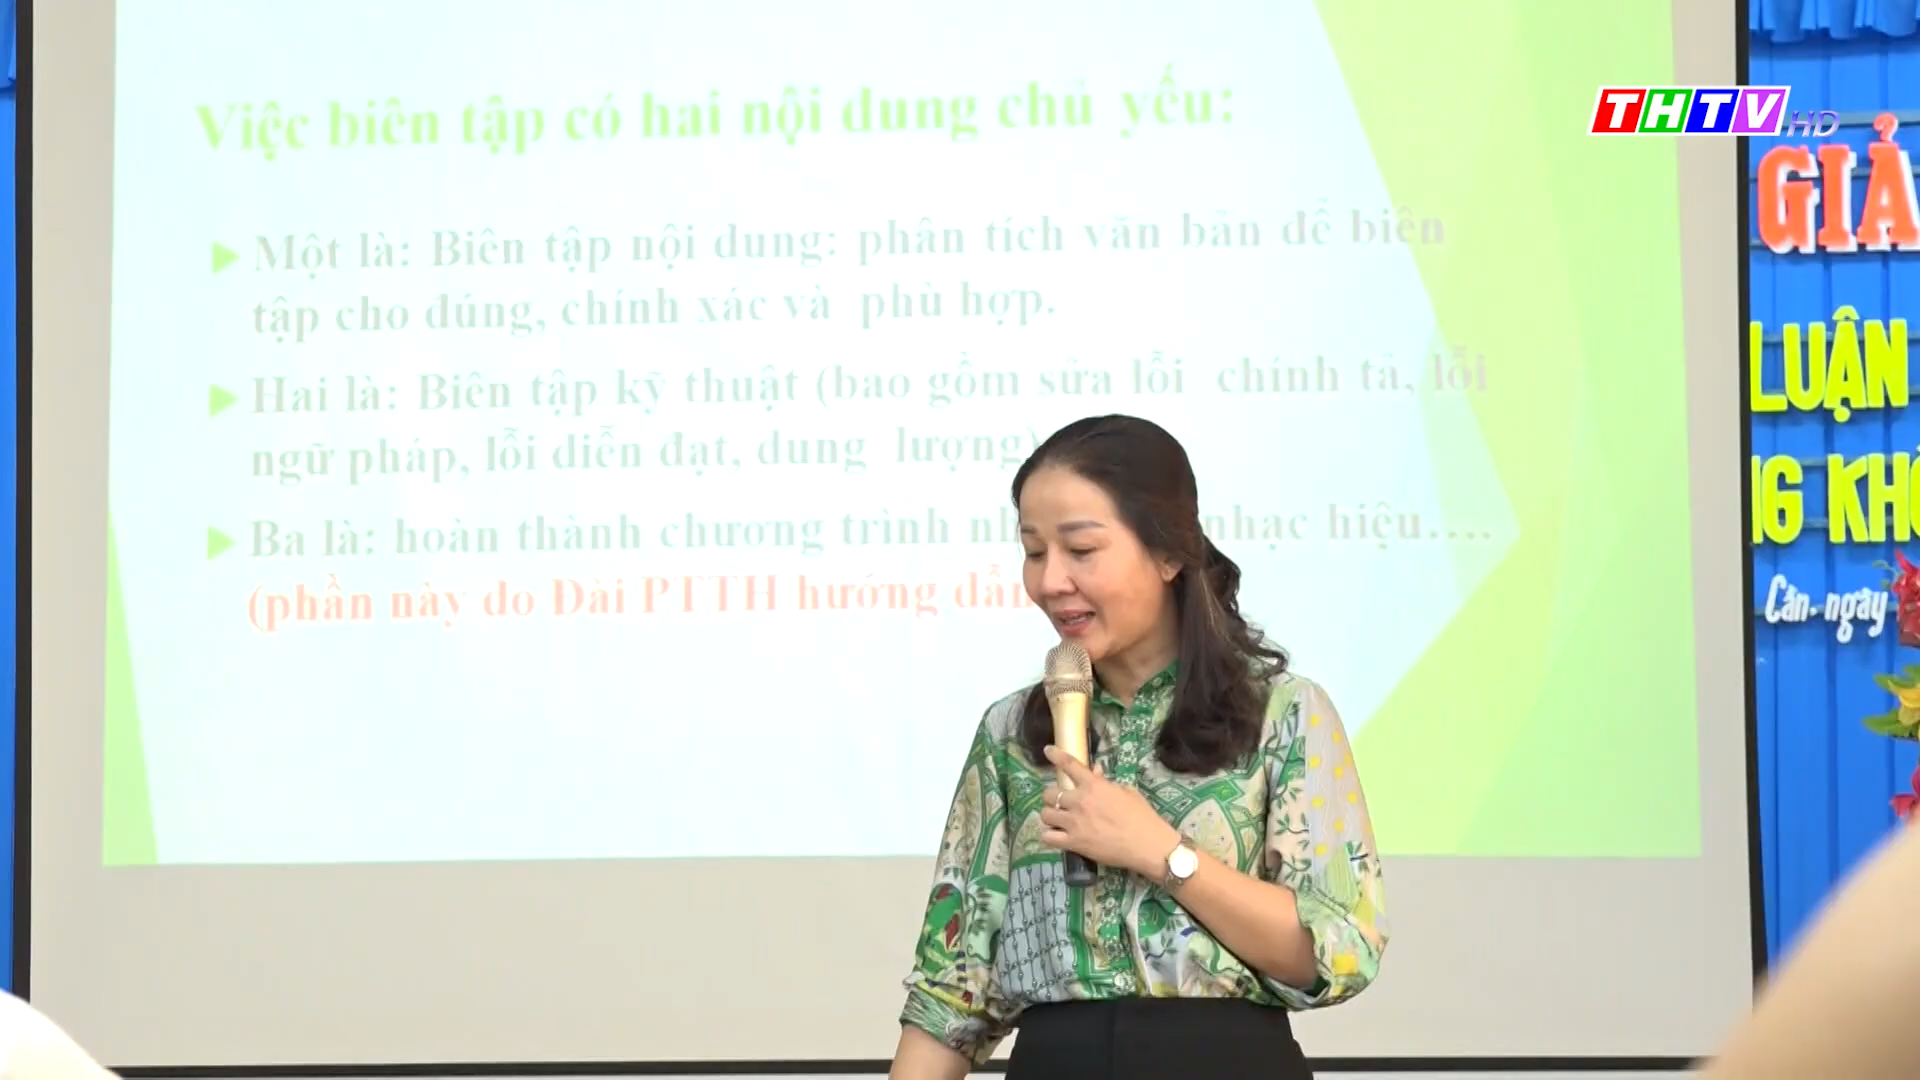 Việc biên tập có hai nội dung chủ yếu:
Một là: Biên tập nội dung: phân tích văn bản để biên
tập cho đúng, chính xác và phù hợp.
Hai là: Biên tập kỹ thuật (bao gồm sửa lỗi chính tả, lỗi
ngữ pháp, lỗi diễn đạt, dung lượng)
Ba là: hoàn thành chương trình nhạc hiệu….
(phần này do Đài PTTH hướng dẫn
THTV HD
GIẢ
LUẬN
NG KHÔ
Căn, ngày